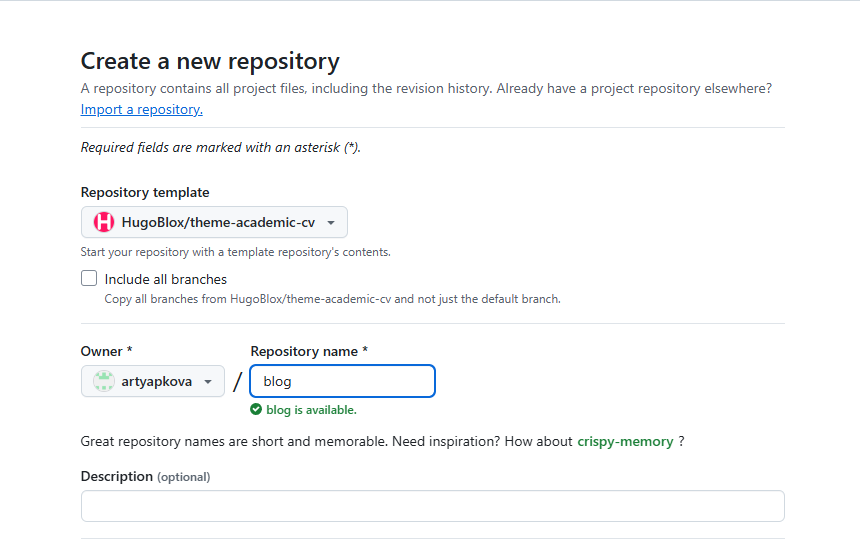 Create a new repository
A repository contains all project files, including the revision history. Already have a project repository elsewhere?
Import a repository.
Required fields are marked with an asterisk (*).
Repository template
HugoBlox/theme-academic-cv
Start your repository with a template repository's contents.
Include all branches
Copy all branches from HugoBlox/theme-academic-cv and not just the default branch.
Owner * Repository name *
artyapkova / blog
blog is available.
Great repository names are short and memorable. Need inspiration? How about crispy-memory ?
Description (optional)